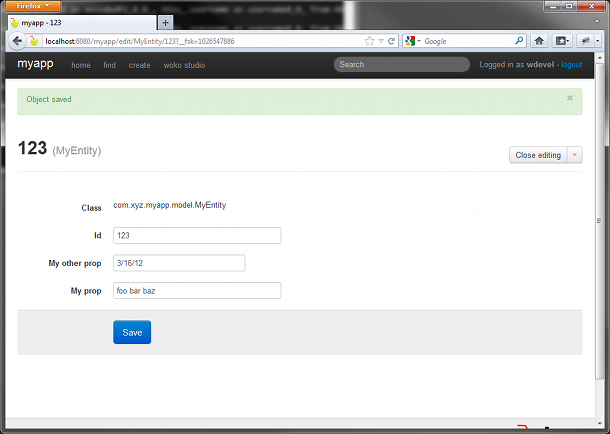 Firefox
myapp - 123
localhost:8080/myapp/edit/MyEntity/123?_fsk=1026547886
Google
myapp home find create woko studio Search Logged in as wdevel - logout
Object saved ×
123 (MyEntity)
Close editing
Class com.xyz.myapp.model.MyEntity
Id 123
My other prop 3/16/12
My prop foo bar baz
Save